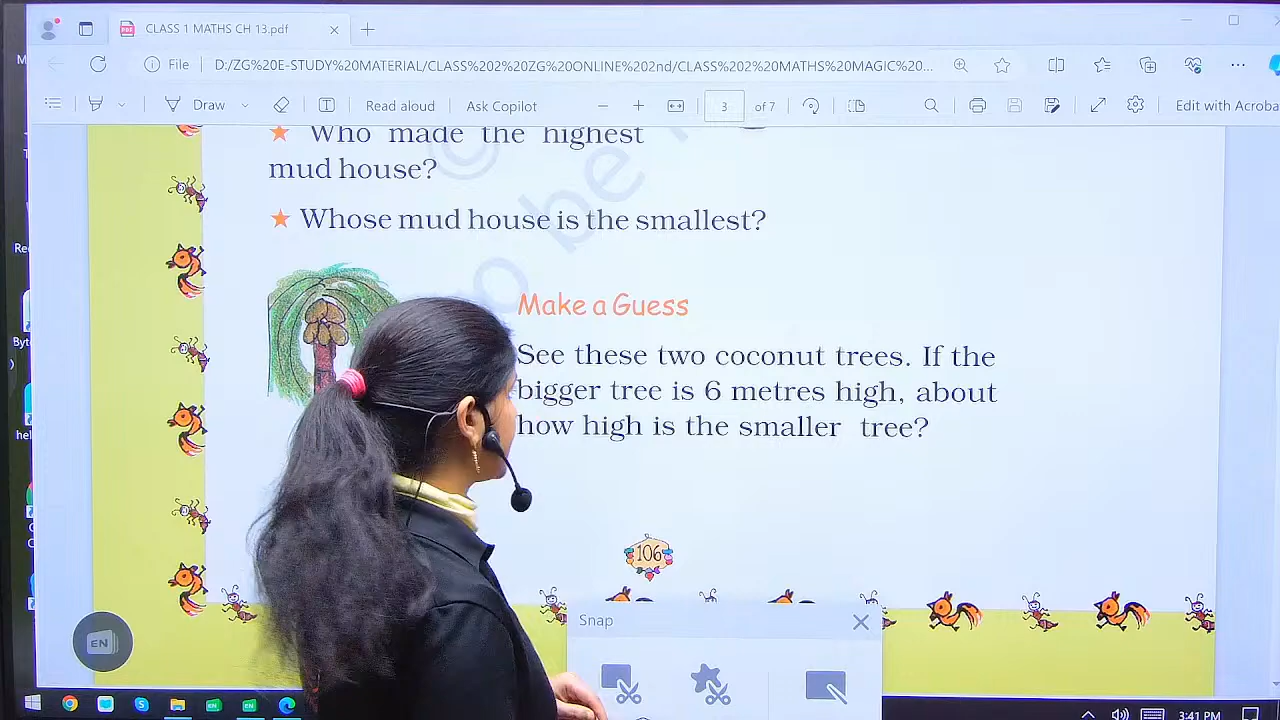 CLASS 1 MATHS CH 13.pdf
File
D:/ZG%20E-STUDY%20MATERIAL/CLASS%202%20ZG%20ONLINE%202nd/CLASS%202%20MATHS%20MAGIC%20...
Draw
Read aloud
Ask Copilot
3 of 7
Edit with Acroba
★ Who made the highest
mud house?
★ Whose mud house is the smallest?
to be
Make a Guess
See these two coconut trees. If the
bigger tree is 6 metres high, about
how high is the smaller tree?
106
Snap
EN
3:41 PM